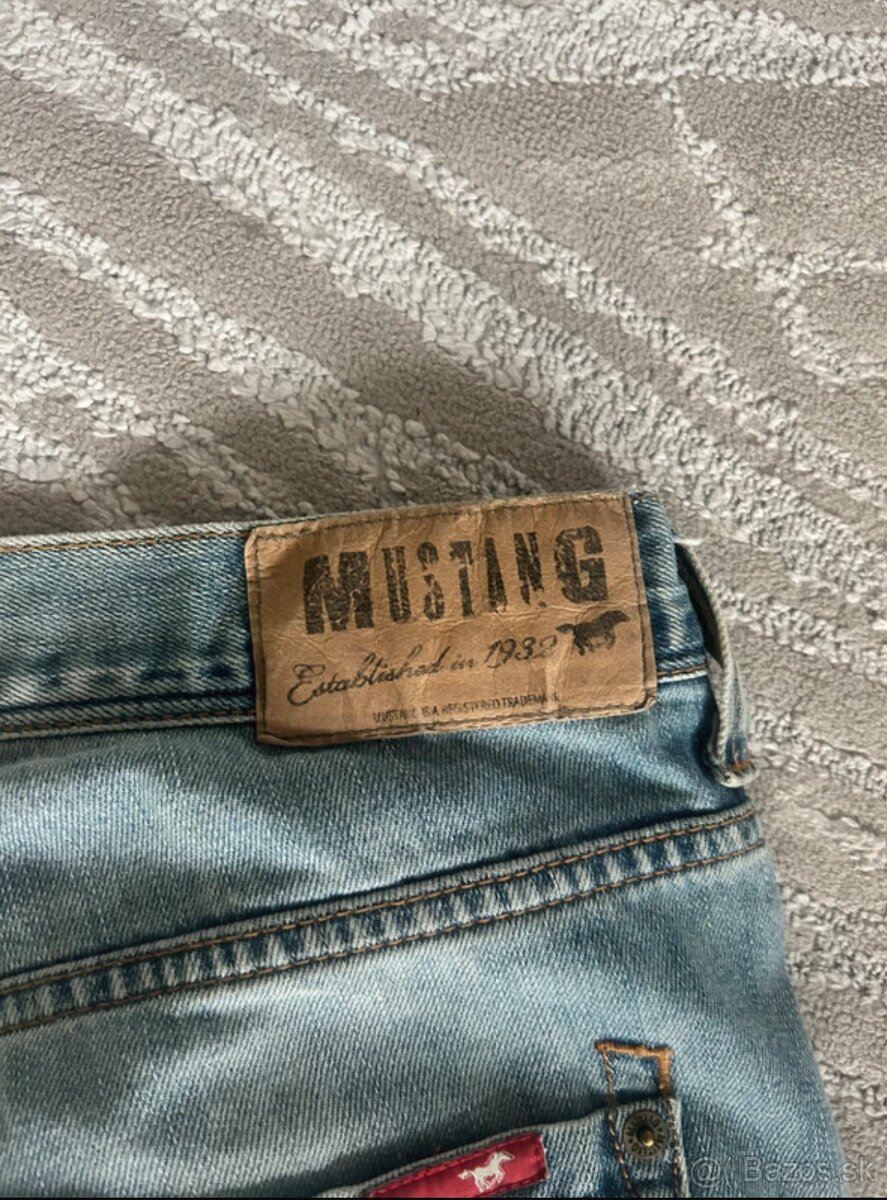 MUSTANG
Established in 1932
MUSTANG IS A REGISTERED TRADEMARK
@ Bazos.sk